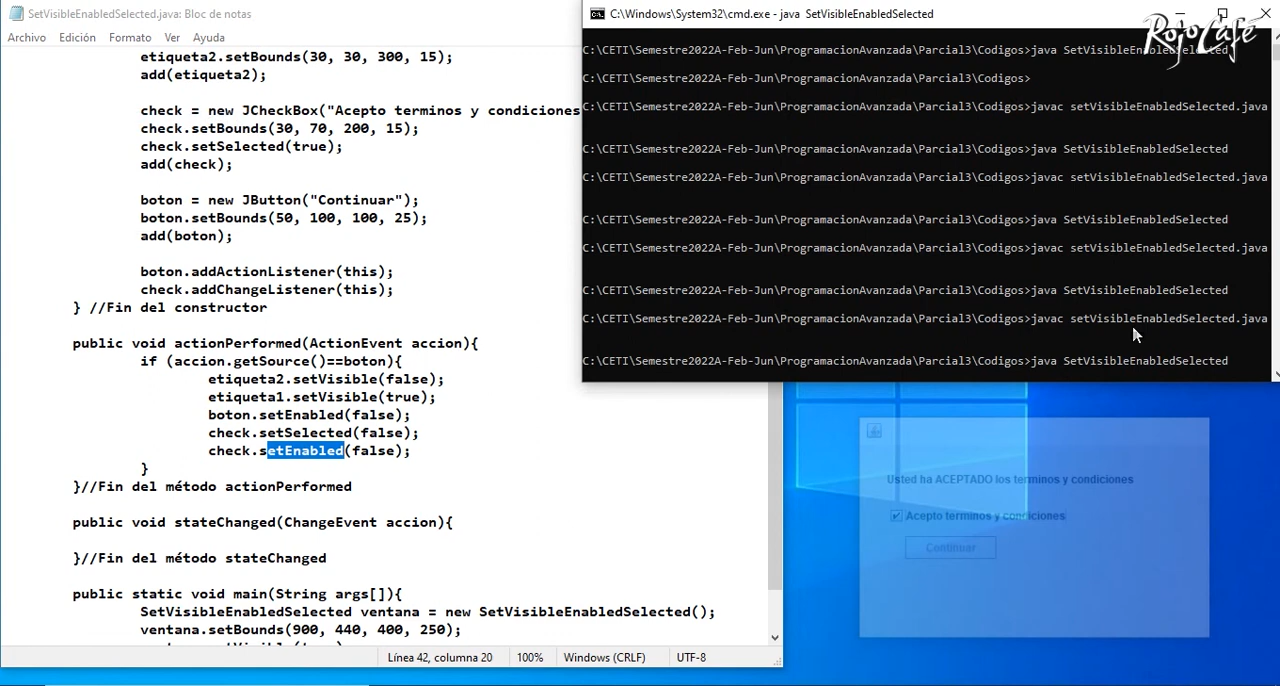 SetVisibleEnabledSelected.java: Bloc de notas
Archivo Edición Formato Ver Ayuda
etiqueta2.setBounds(30, 30, 300, 15);
add(etiqueta2);
check = new JCheckBox("Acepto terminos y condiciones
check.setBounds(30, 70, 200, 15);
check.setSelected(true);
add(check);
boton = new JButton("Continuar");
boton.setBounds(50, 100, 100, 25);
add(boton);
boton.addActionListener(this);
check.addChangeListener(this);
} //Fin del constructor
public void actionPerformed(ActionEvent accion){
if (accion.getSource()==boton){
etiqueta2.setVisible(false);
etiqueta1.setVisible(true);
boton.setEnabled(false);
check.setSelected(false);
check.setEnabled(false);
}
}//Fin del método actionPerformed
public void stateChanged(ChangeEvent accion){
}//Fin del método stateChanged
public static void main(String args[]){
SetVisibleEnabledSelected ventana = new SetVisibleEnabledSelected();
ventana.setBounds(900, 440, 400, 250);
Línea 42, columna 20 100% Windows (CRLF) UTF-8
C:\Windows\System32\cmd.exe - java SetVisibleEnabledSelected
RojoCafé
C:\CETI\Semestre2022A-Feb-Jun\ProgramacionAvanzada\Parcial3\Codigos>java SetVisibleEnabledSelected
C:\CETI\Semestre2022A-Feb-Jun\ProgramacionAvanzada\Parcial3\Codigos>
C:\CETI\Semestre2022A-Feb-Jun\ProgramacionAvanzada\Parcial3\Codigos>javac setVisibleEnabledSelected.java
C:\CETI\Semestre2022A-Feb-Jun\ProgramacionAvanzada\Parcial3\Codigos>java SetVisibleEnabledSelected
C:\CETI\Semestre2022A-Feb-Jun\ProgramacionAvanzada\Parcial3\Codigos>javac setVisibleEnabledSelected.java
C:\CETI\Semestre2022A-Feb-Jun\ProgramacionAvanzada\Parcial3\Codigos>java SetVisibleEnabledSelected
C:\CETI\Semestre2022A-Feb-Jun\ProgramacionAvanzada\Parcial3\Codigos>javac setVisibleEnabledSelected.java
C:\CETI\Semestre2022A-Feb-Jun\ProgramacionAvanzada\Parcial3\Codigos>java SetVisibleEnabledSelected
C:\CETI\Semestre2022A-Feb-Jun\ProgramacionAvanzada\Parcial3\Codigos>javac setVisibleEnabledSelected.java
C:\CETI\Semestre2022A-Feb-Jun\ProgramacionAvanzada\Parcial3\Codigos>java SetVisibleEnabledSelected
Usted ha ACEPTADO los terminos y condiciones
Acepto terminos y condiciones
Continuar